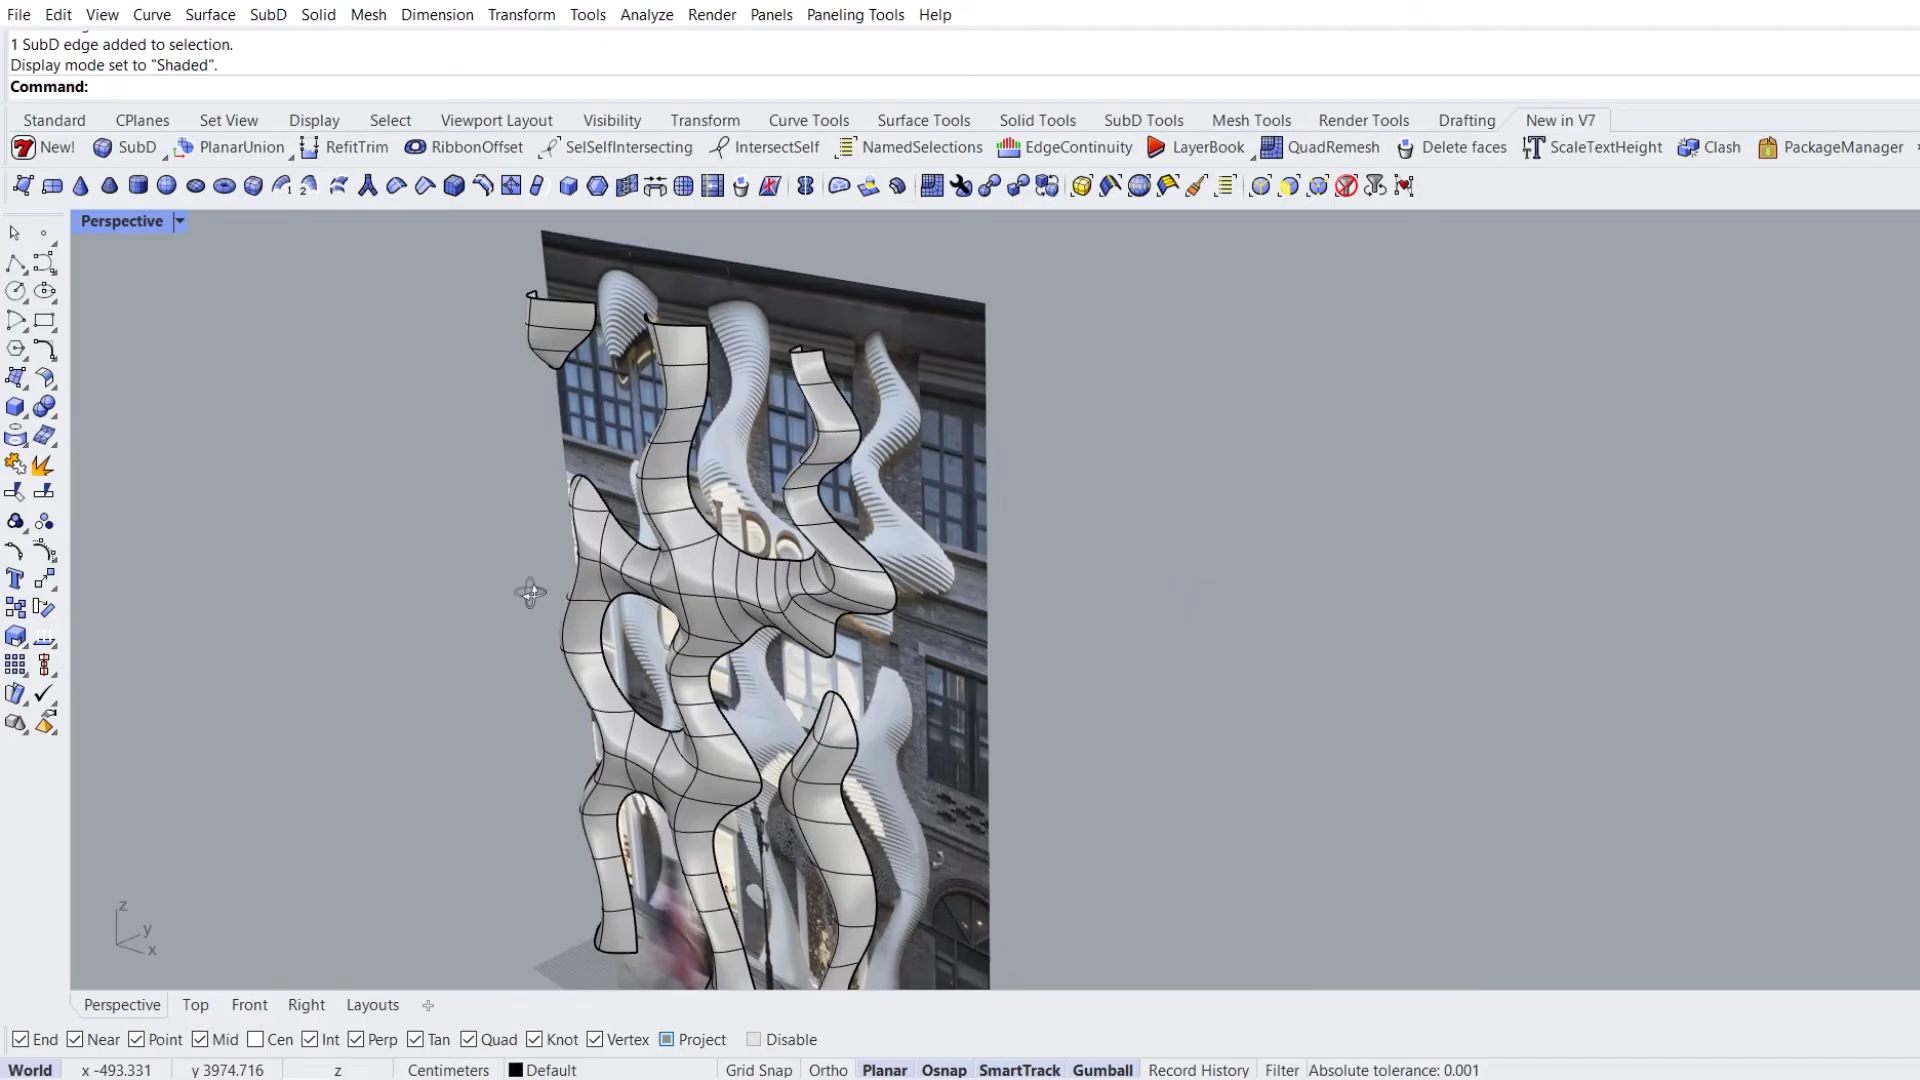 File Edit View Curve Surface SubD Solid Mesh Dimension Transform Tools Analyze Render Panels Paneling Tools Help
1 SubD edge added to selection.
Display mode set to "Shaded".
Command:
Standard CPlanes Set View Display Select Viewport Layout Visibility Transform Curve Tools Surface Tools Solid Tools SubD Tools Mesh Tools Render Tools Drafting New in V7
New! SubD PlanarUnion RefitTrim RibbonOffset SelSelfIntersecting IntersectSelf NamedSelections EdgeContinuity LayerBook QuadRemesh Delete faces ScaleTextHeight Clash PackageManager
Perspective
z
y
x
Perspective Top Front Right Layouts
End Near Point Mid Cen Int Perp Tan Quad Knot Vertex Project Disable
World x -493.331 y 3974.716 z Centimeters Default Grid Snap Ortho Planar Osnap SmartTrack Gumball Record History Filter Absolute tolerance: 0.001